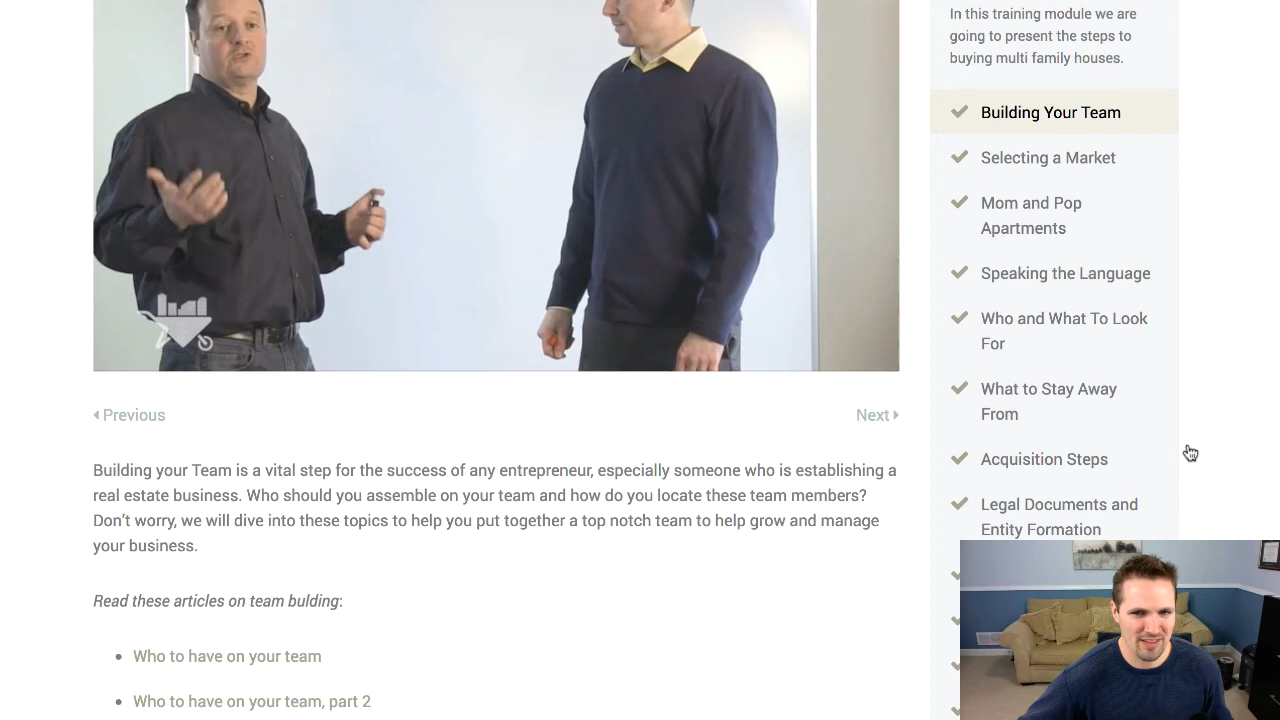 In this training module we are
going to present the steps to
buying multi family houses.
Building Your Team
Selecting a Market
Mom and Pop
Apartments
Speaking the Language
Who and What To Look
For
What to Stay Away
From
Acquisition Steps
Legal Documents and
Entity Formation
Previous
Next
Building your Team is a vital step for the success of any entrepreneur, especially someone who is establishing a
real estate business. Who should you assemble on your team and how do you locate these team members?
Don’t worry, we will dive into these topics to help you put together a top notch team to help grow and manage
your business.
Read these articles on team bulding:
Who to have on your team
Who to have on your team, part 2